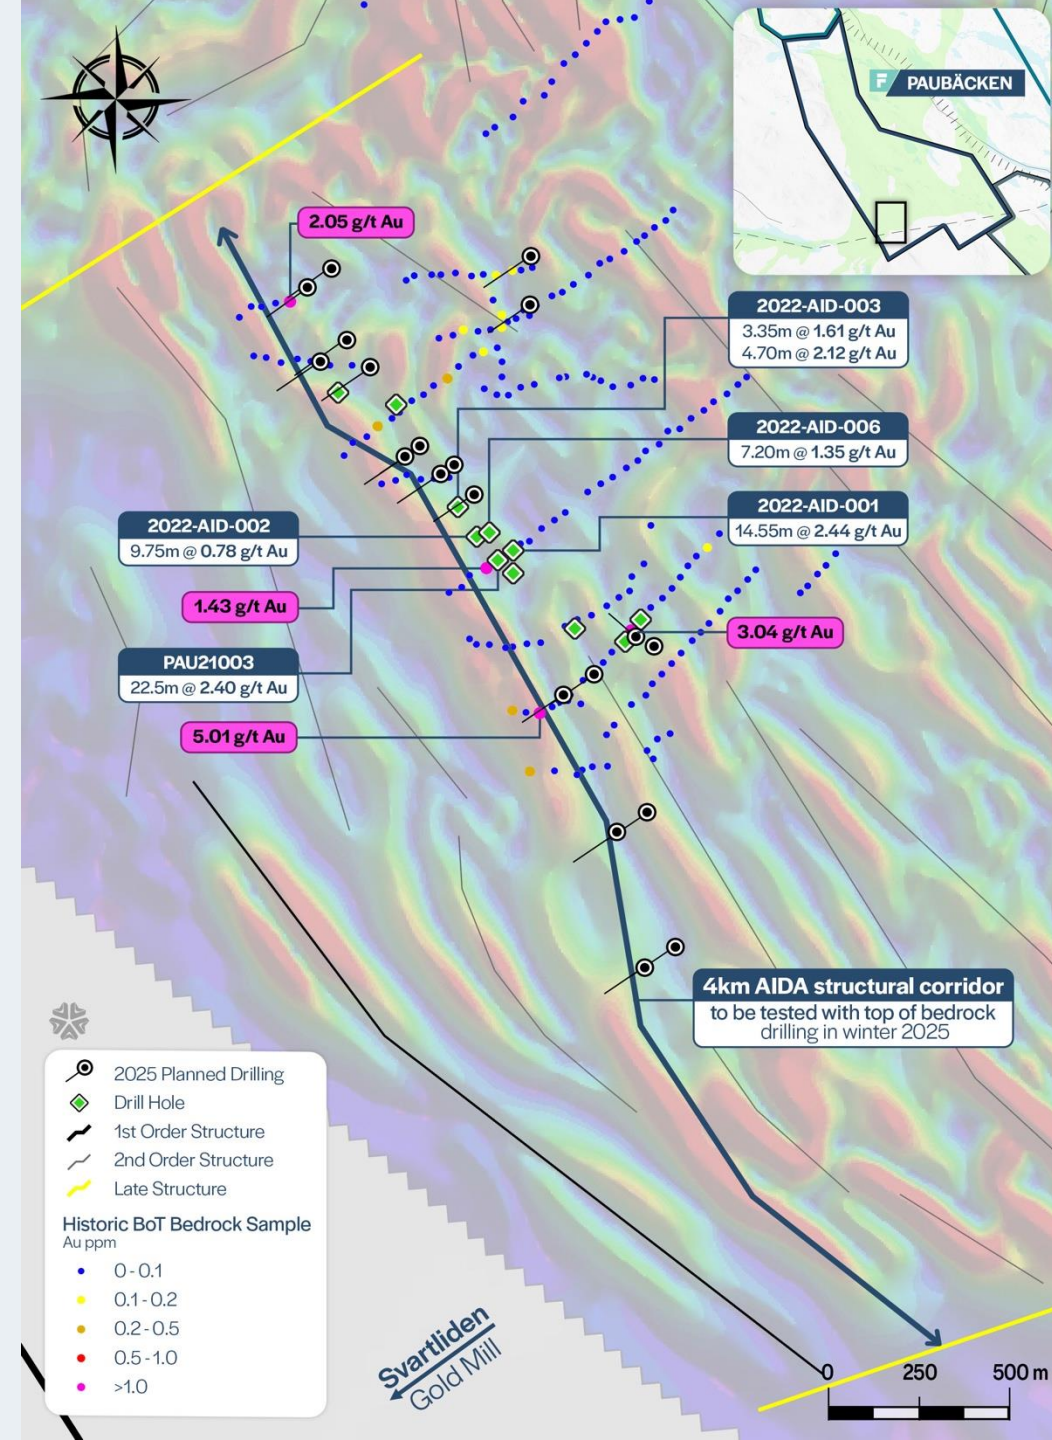 PAUBÄCKEN
2.05 g/t Au
2022-AID-003
3.35m @ 1.61 g/t Au
4.70m @ 2.12 g/t Au
2022-AID-006
7.20m @ 1.35 g/t Au
2022-AID-001
14.55m @ 2.44 g/t Au
2022-AID-002
9.75m @ 0.78 g/t Au
1.43 g/t Au
3.04 g/t Au
PAU21003
22.5m @ 2.40 g/t Au
5.01 g/t Au
4km AIDA structural corridor
to be tested with top of bedrock
drilling in winter 2025
2025 Planned Drilling
Drill Hole
1st Order Structure
2nd Order Structure
Late Structure
Historic BoT Bedrock Sample
Au ppm
0 - 0.1
0.1 - 0.2
0.2 - 0.5
0.5 - 1.0
>1.0
Svartliden
Gold Mill
0 250 500 m